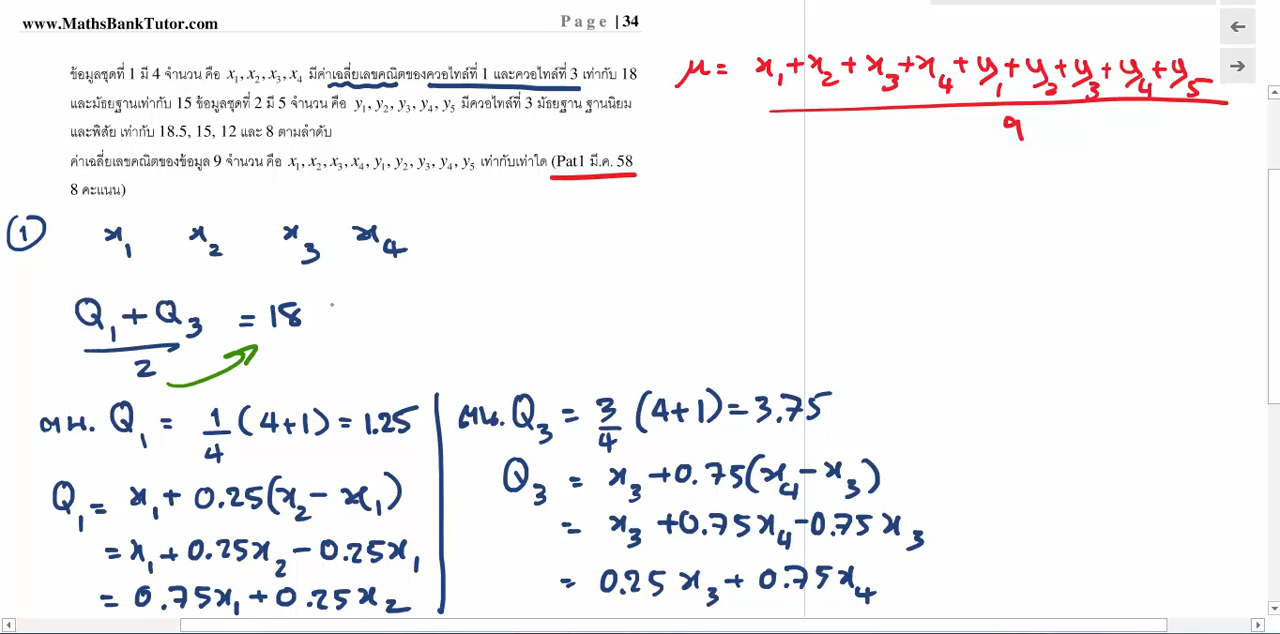 www.MathsBankTutor.com
P a g e | 34
ข้อมูลชุดที่ 1 มี 4 จำนวน คือ x₁, x₂, x₃, x₄ มีค่าเฉลี่ยเลขคณิตของควอไทล์ที่ 1 และควอไทล์ที่ 3 เท่ากับ 18
และมัธยฐานเท่ากับ 15 ข้อมูลชุดที่ 2 มี 5 จำนวน คือ y₁, y₂, y₃, y₄, y₅ มีควอไทล์ที่ 3 มัธยฐาน ฐานนิยม
และพิสัย เท่ากับ 18.5, 15, 12 และ 8 ตามลำดับ
ค่าเฉลี่ยเลขคณิตของข้อมูล 9 จำนวน คือ x₁, x₂, x₃, x₄, y₁, y₂, y₃, y₄, y₅ เท่ากับเท่าใด (Pat1 มี.ค. 58
8 คะแนน)
μ = x₁+x₂+x₃+x₄+y₁+y₂+y₃+y₄+y₅
9
① x₁ x₂ x₃ x₄
Q₁+Q₃ = 18
2
ตน. Q₁ = 1/4 (4+1) = 1.25
Q₁ = x₁ + 0.25(x₂ − x₁)
= x₁ + 0.25x₂ − 0.25x₁
= 0.75x₁ + 0.25x₂
ตน. Q₃ = 3/4 (4+1) = 3.75
Q₃ = x₃ + 0.75(x₄ − x₃)
= x₃ + 0.75x₄ − 0.75x₃
= 0.25x₃ + 0.75x₄